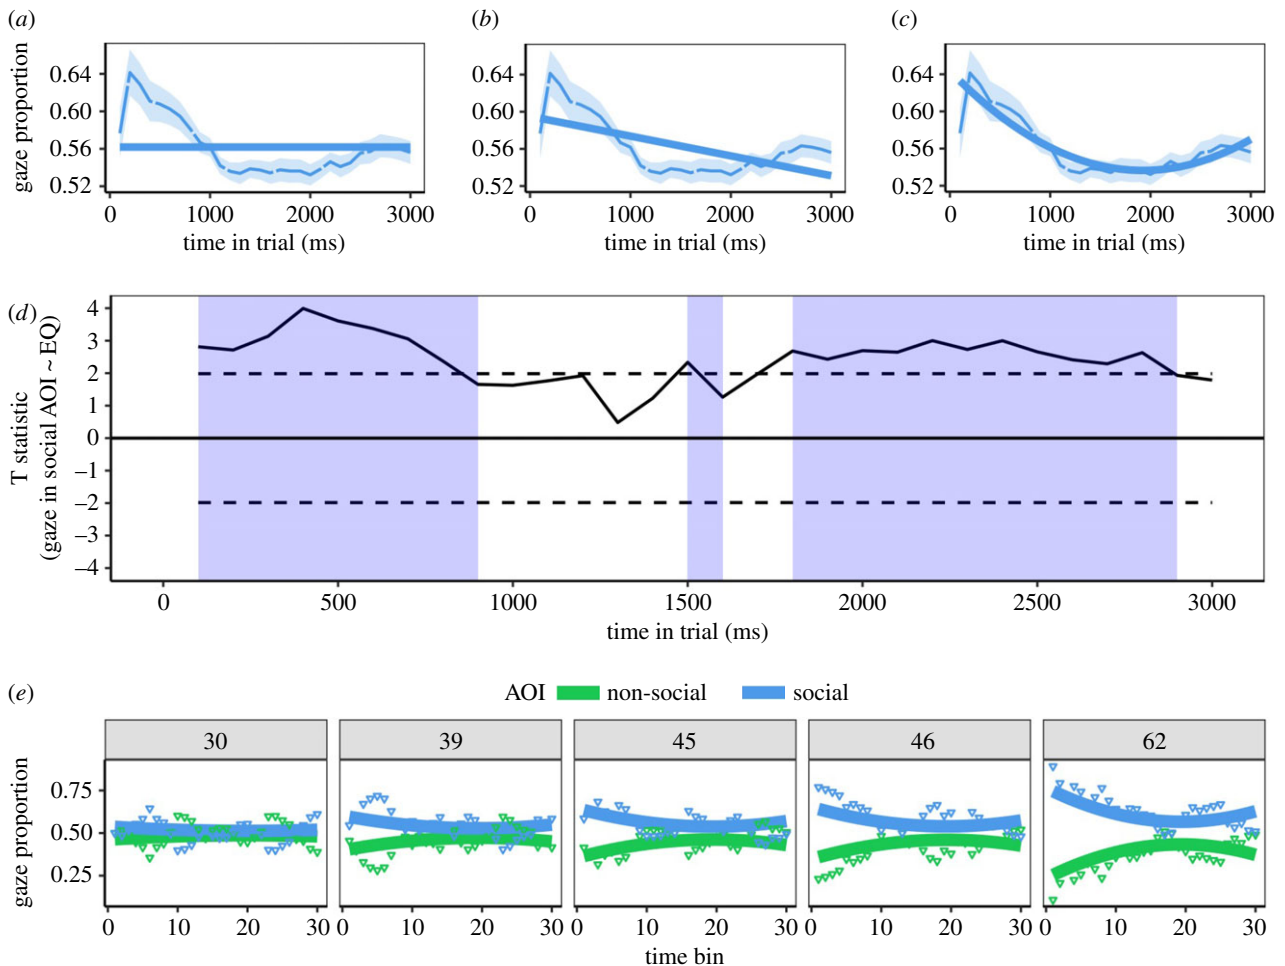 (a) (b) (c)
gaze proportion
0.64 0.64 0.64
0.60 0.60 0.60
0.56 0.56 0.56
0.52 0.52 0.52
0 1000 2000 3000 0 1000 2000 3000 0 1000 2000 3000
time in trial (ms) time in trial (ms) time in trial (ms)
(d)
T statistic
(gaze in social AOI ~ EQ)
4
3
2
1
0
–1
–2
–3
–4
0 500 1000 1500 2000 2500 3000
time in trial (ms)
(e) AOI non-social social
30 39 45 46 62
gaze proportion
0.75
0.50
0.25
0 10 20 30 0 10 20 30 0 10 20 30 0 10 20 30 0 10 20 30
time bin